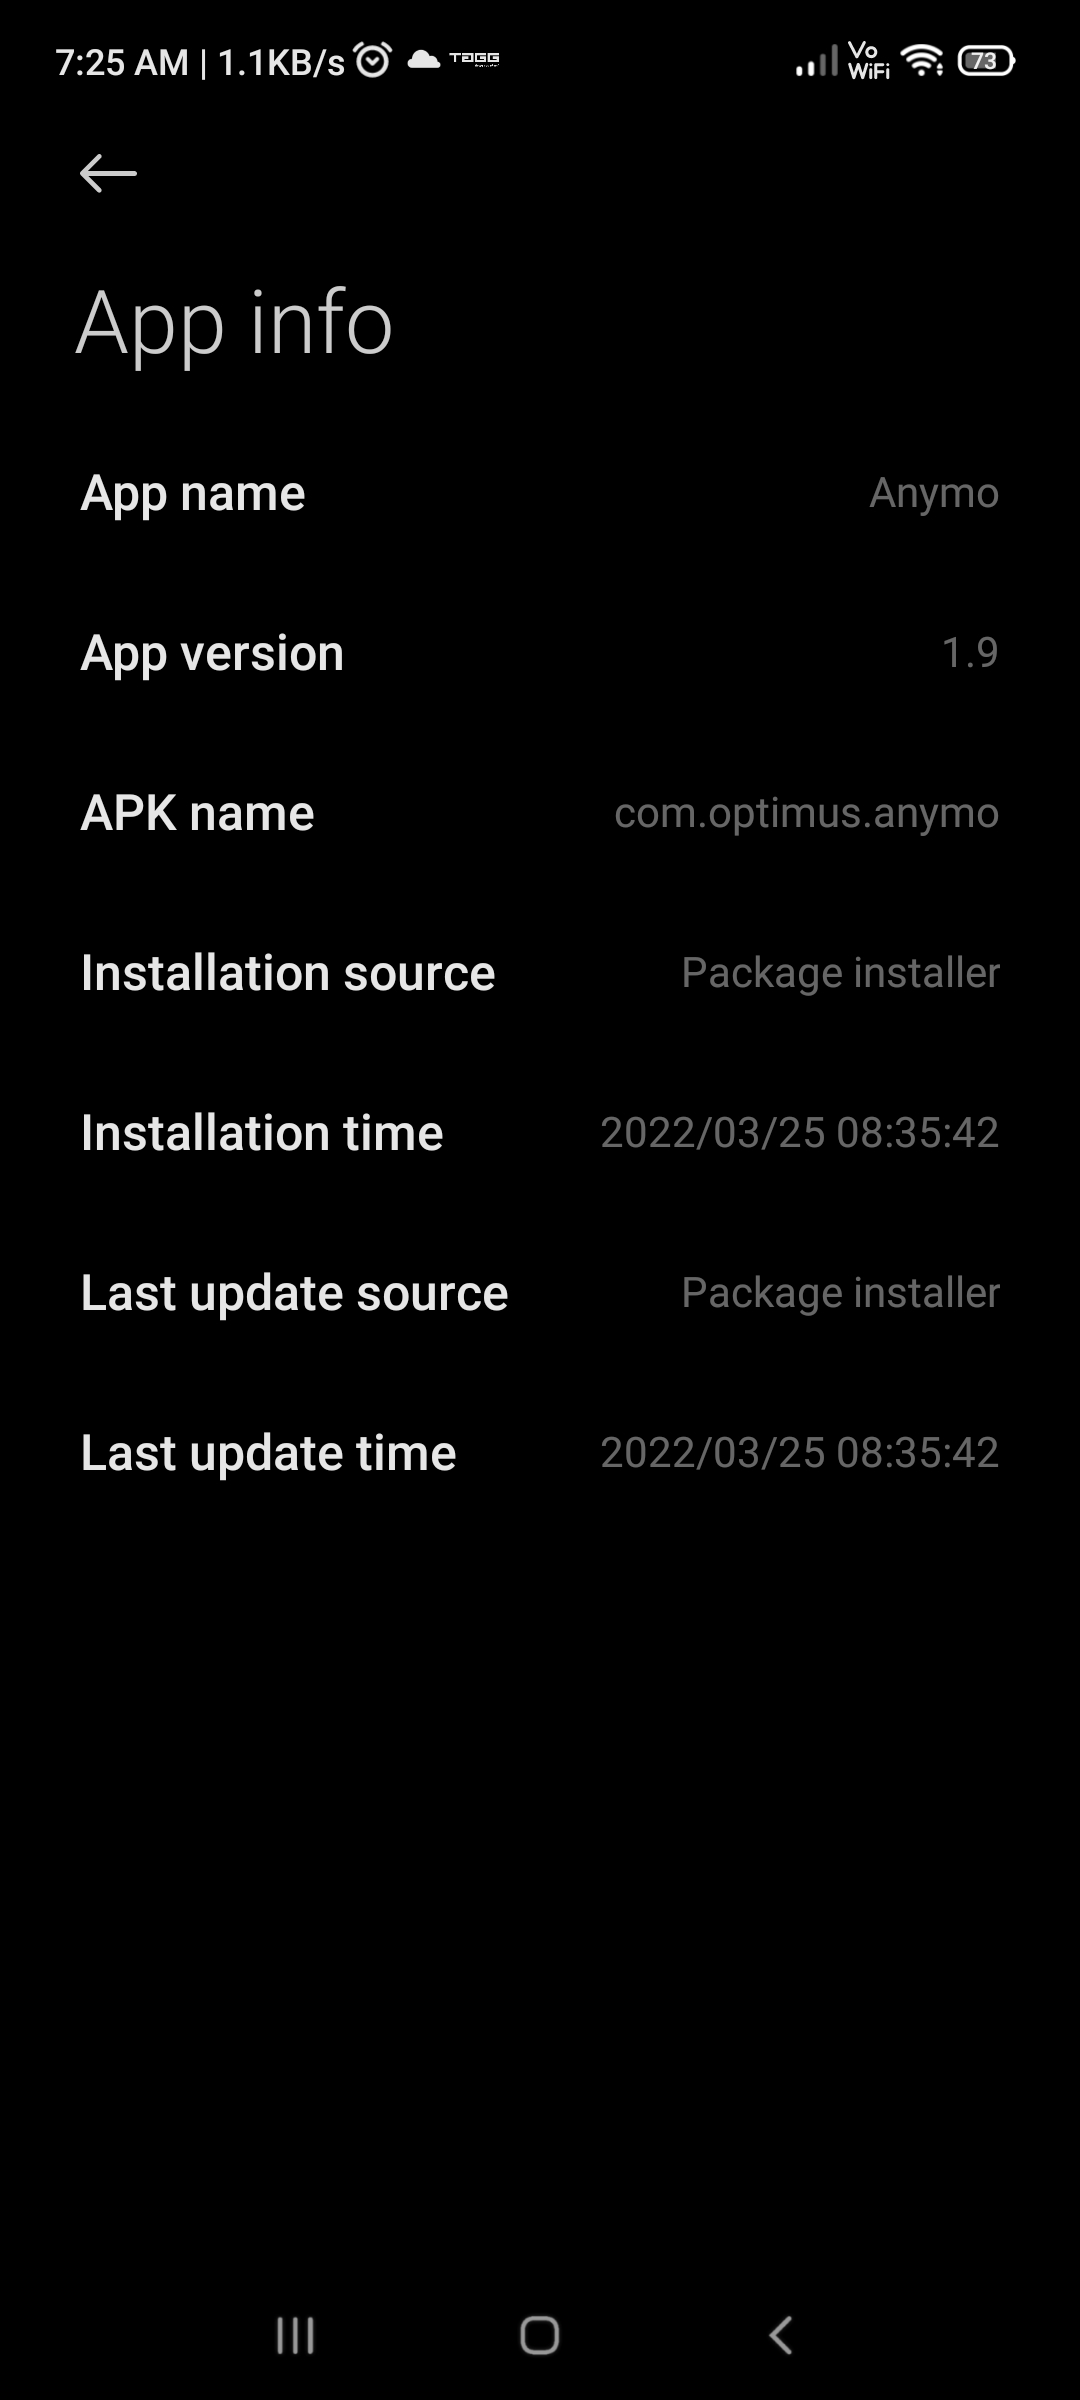 7:25 AM | 1.1KB/s TAGG Vo WiFi 73
App info
App name Anymo
App version 1.9
APK name com.optimus.anymo
Installation source Package installer
Installation time 2022/03/25 08:35:42
Last update source Package installer
Last update time 2022/03/25 08:35:42